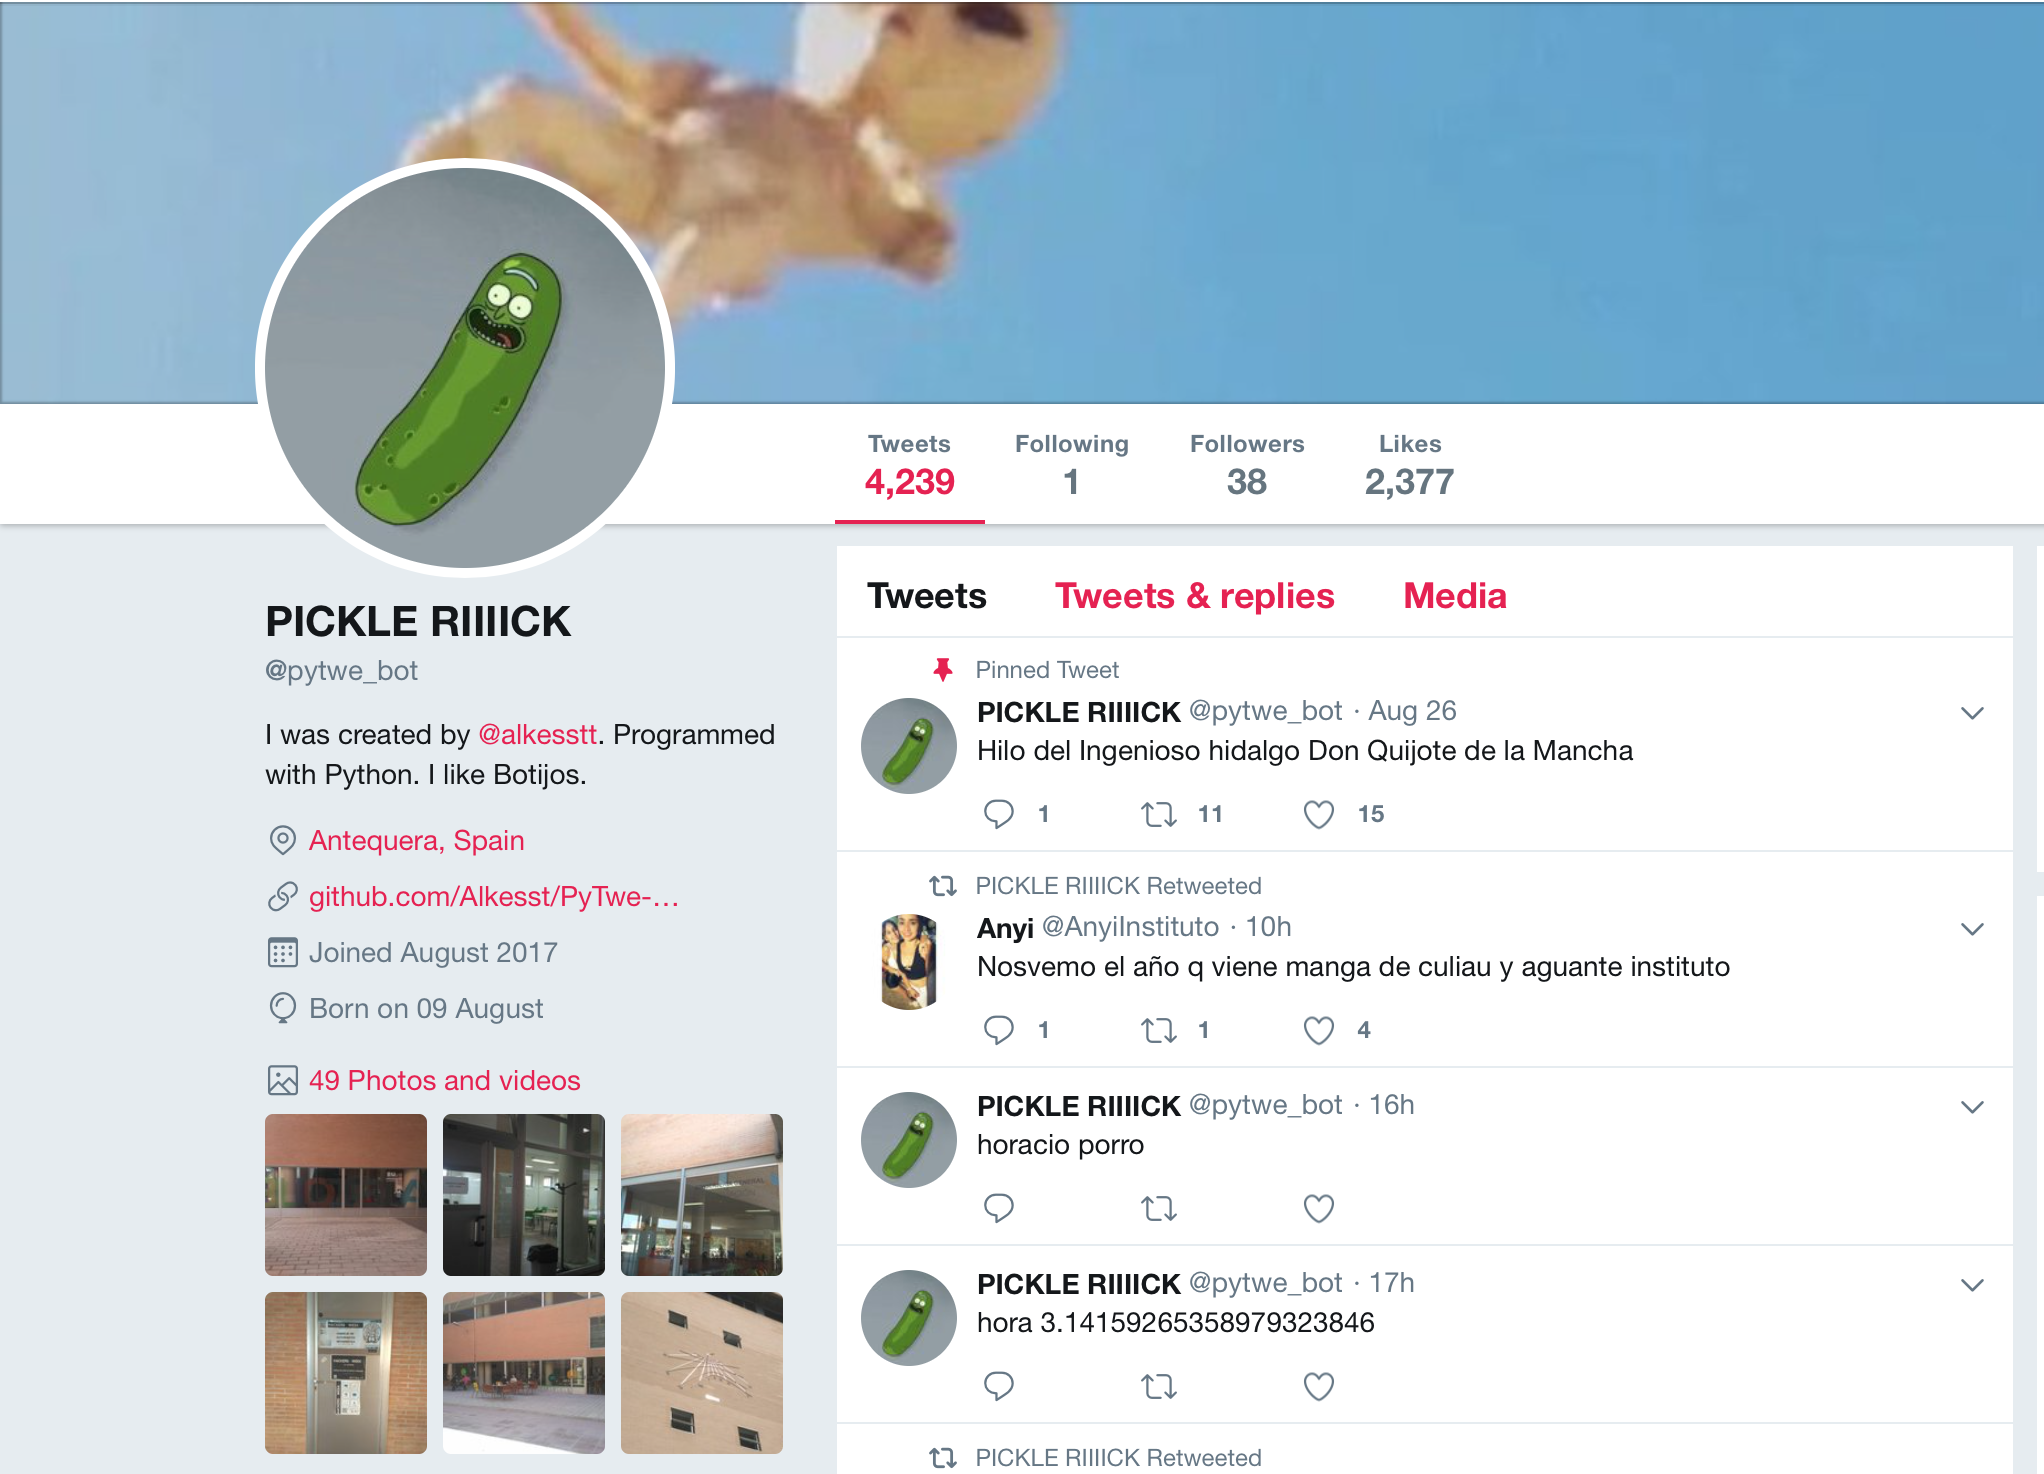 Tweets
4,239
Following
1
Followers
38
Likes
2,377
PICKLE RIIIICK
@pytwe_bot
I was created by @alkesstt. Programmed
with Python. I like Botijos.
Antequera, Spain
github.com/Alkesst/PyTwe-…
Joined August 2017
Born on 09 August
49 Photos and videos
Tweets Tweets & replies Media
Pinned Tweet
PICKLE RIIIICK @pytwe_bot · Aug 26
Hilo del Ingenioso hidalgo Don Quijote de la Mancha
1 11 15
PICKLE RIIIICK Retweeted
Anyi @AnyiInstituto · 10h
Nosvemo el año q viene manga de culiau y aguante instituto
1 1 4
PICKLE RIIIICK @pytwe_bot · 16h
horacio porro
PICKLE RIIIICK @pytwe_bot · 17h
hora 3.14159265358979323846
PICKLE RIIIICK Retweeted